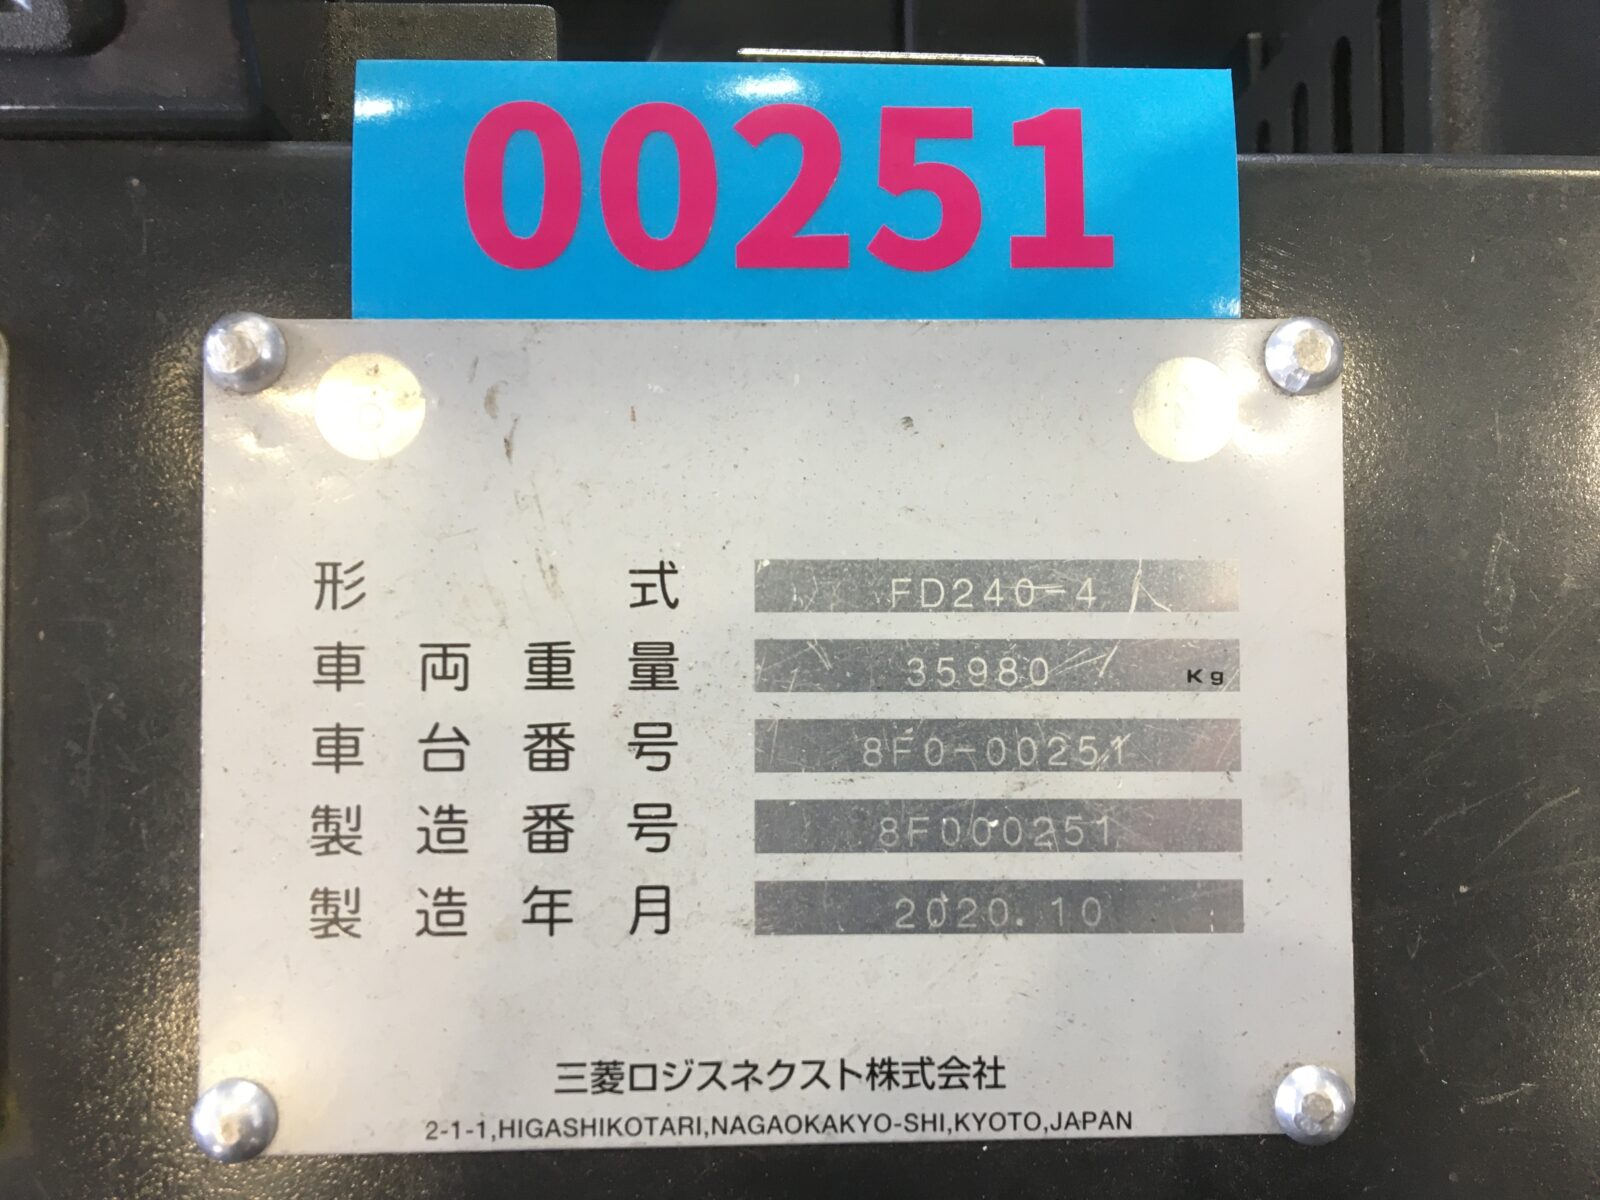 00251
形式 FD240-4
車両重量 35980 Kg
車台番号 8F0-00251
製造番号 8F000251
製造年月 2020.10
三菱ロジスネクスト株式会社
2-1-1,HIGASHIKOTARI,NAGAOKAKYO-SHI,KYOTO,JAPAN